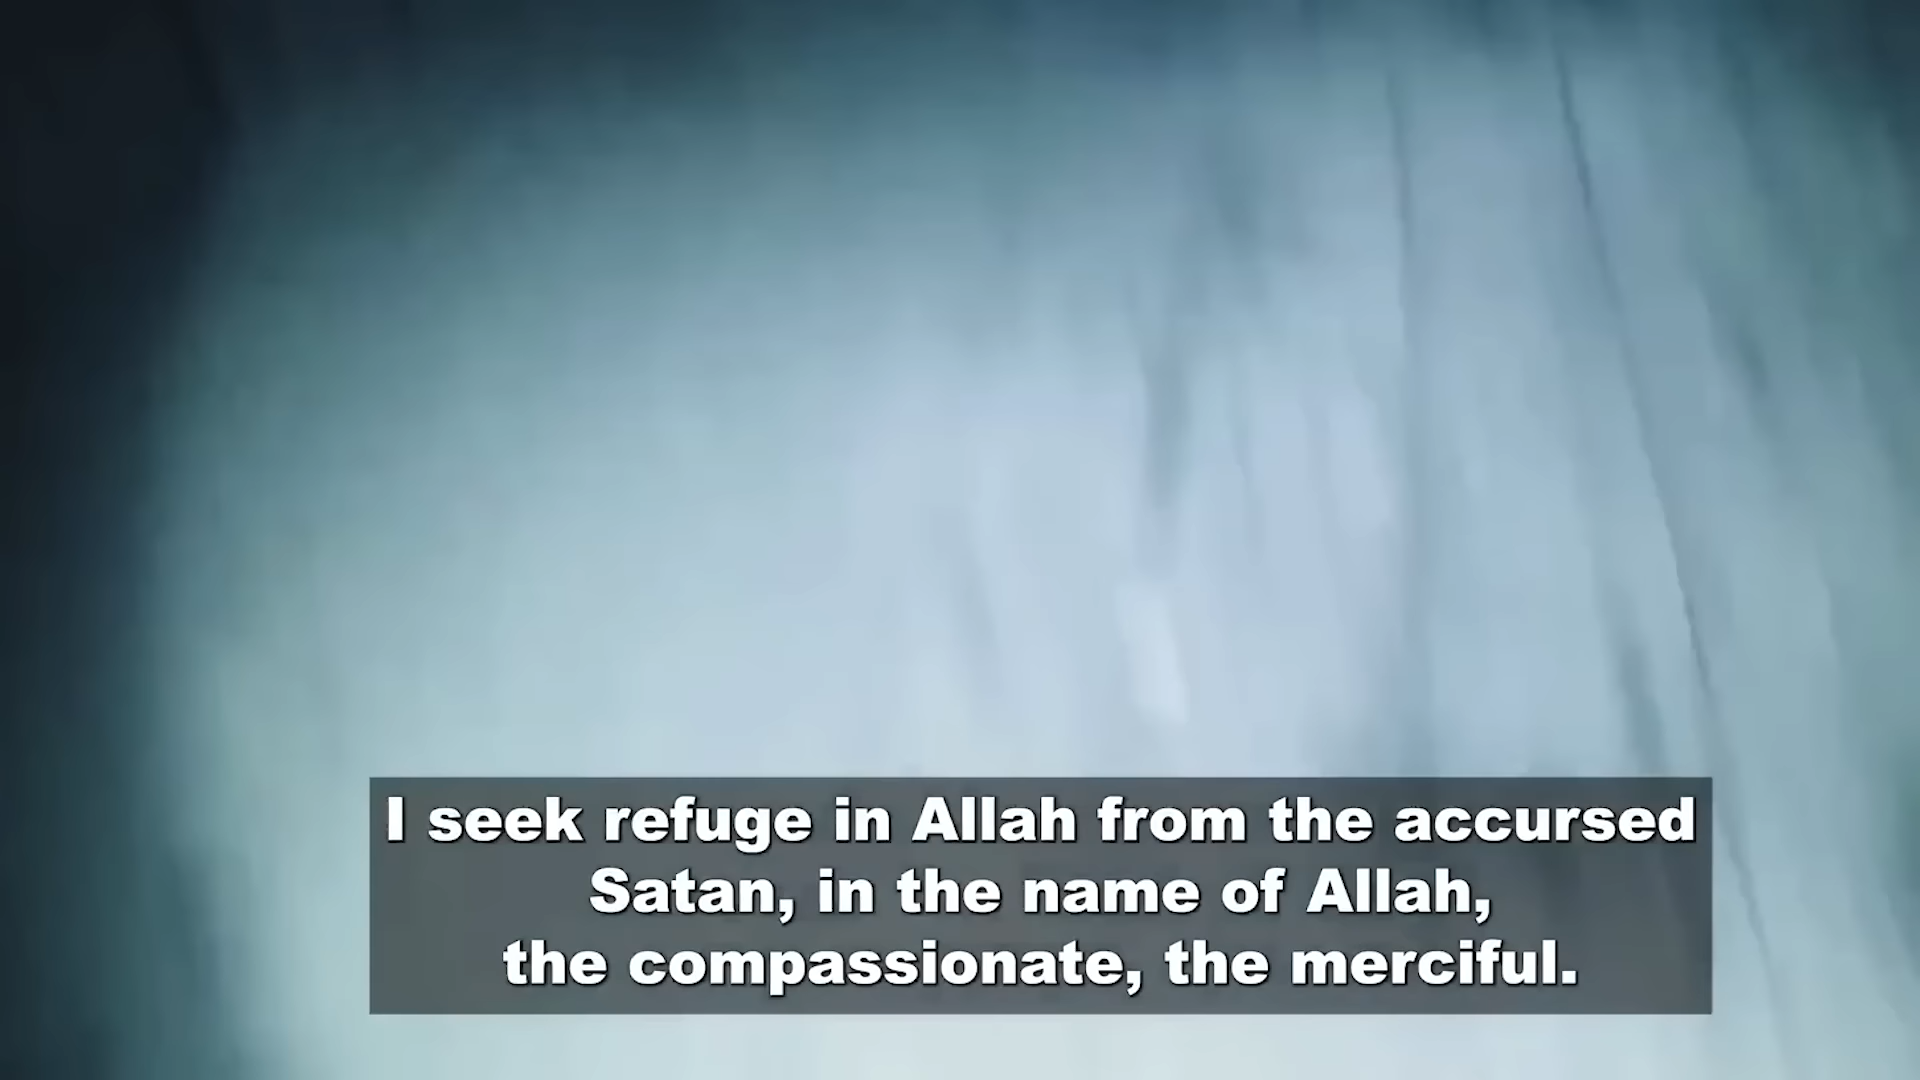 I seek refuge in Allah from the accursed
Satan, in the name of Allah,
the compassionate, the merciful.